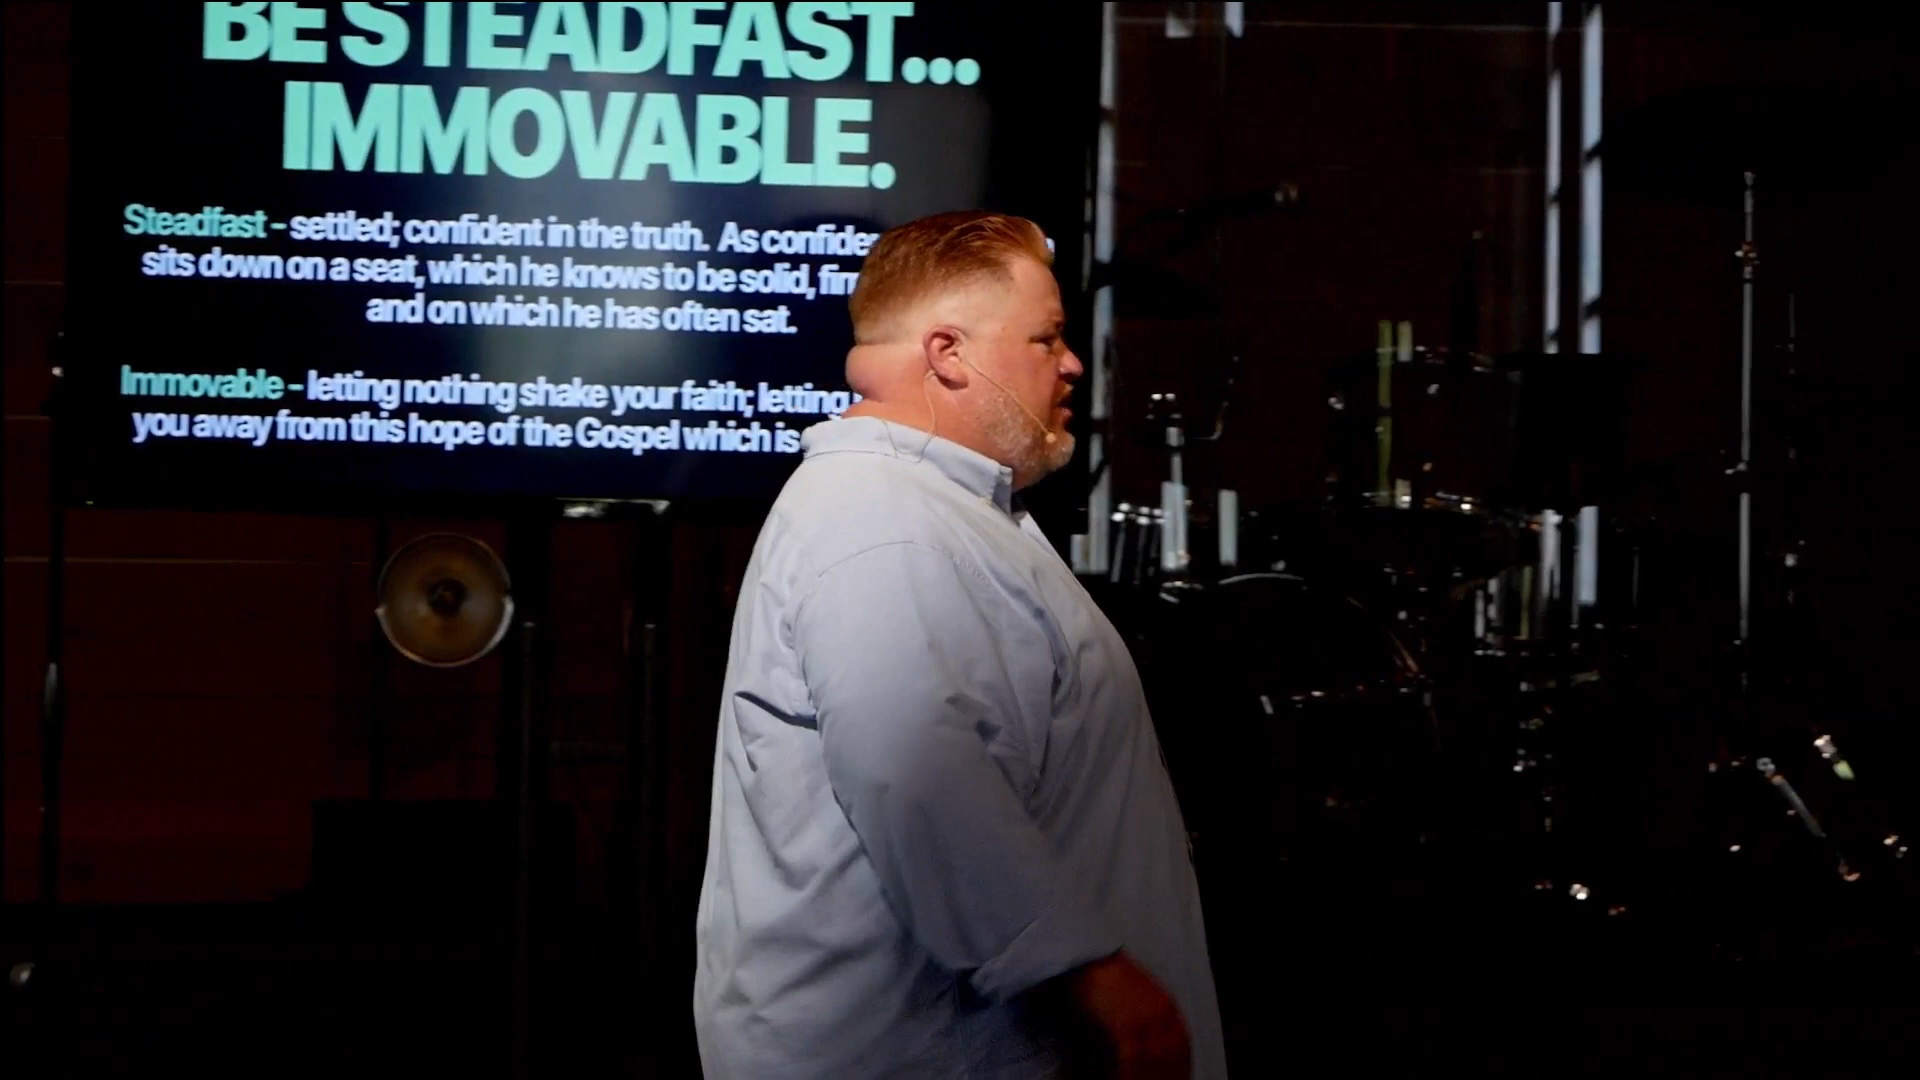 BE STEADFAST...
IMMOVABLE.
Steadfast - settled; confident in the truth. As
sits down on a seat, which he knows to be solid,
and on which he has often sat.
Immovable - letting nothing shake your faith; letting
you away from this hope of the Gospel which is